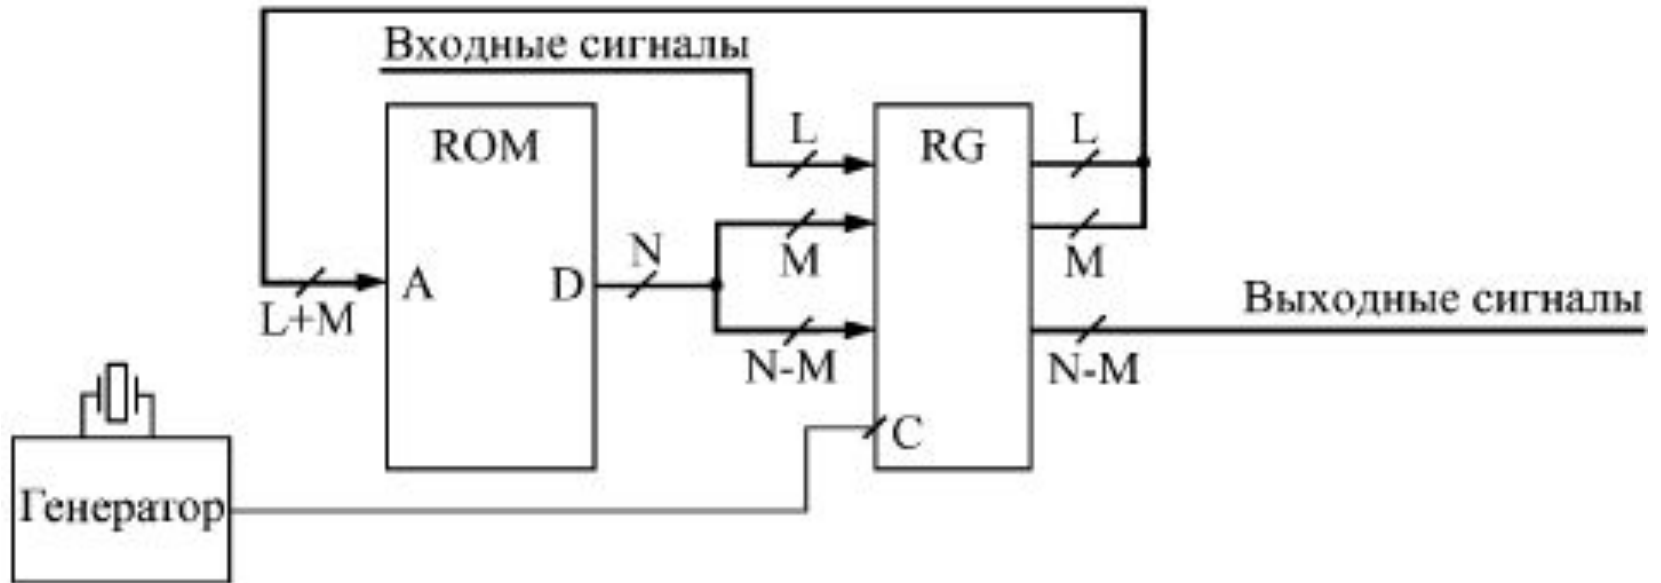 Входные сигналы
ROM
L
RG
L
N
M
M
A
D
L+M
Выходные сигналы
N-M
N-M
C
Генератор